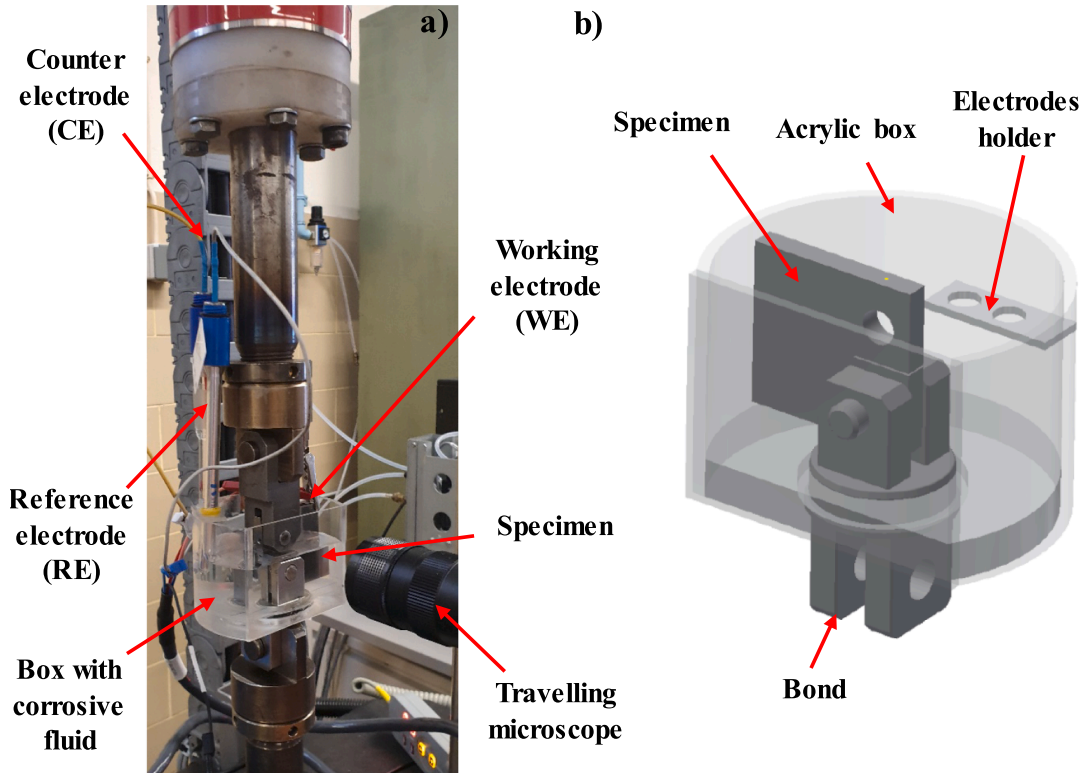 a)
b)
Counter
electrode
(CE)
Working
electrode
(WE)
Reference
electrode
(RE)
Specimen
Box with
corrosive
fluid
Travelling
microscope
Specimen
Acrylic box
Electrodes
holder
Bond